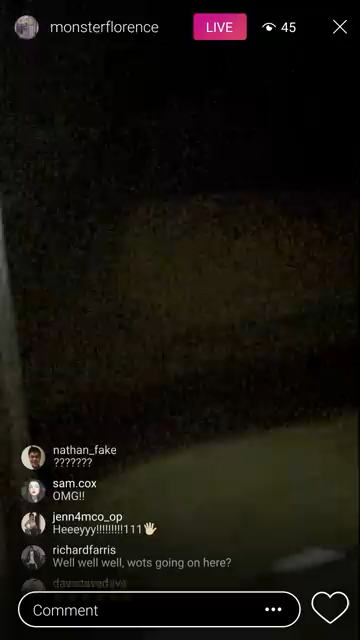 monsterflorence
LIVE
45
nathan_fake
???????
sam.cox
OMG!!
jenn4mco_op
Heeeyyy!!!!!!!!!111🖐🏻
richardfarris
Well well well, wots going on here?
Comment